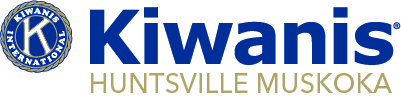 KIWANIS
INTERNATIONAL
K
Kiwanis®
HUNTSVILLE MUSKOKA